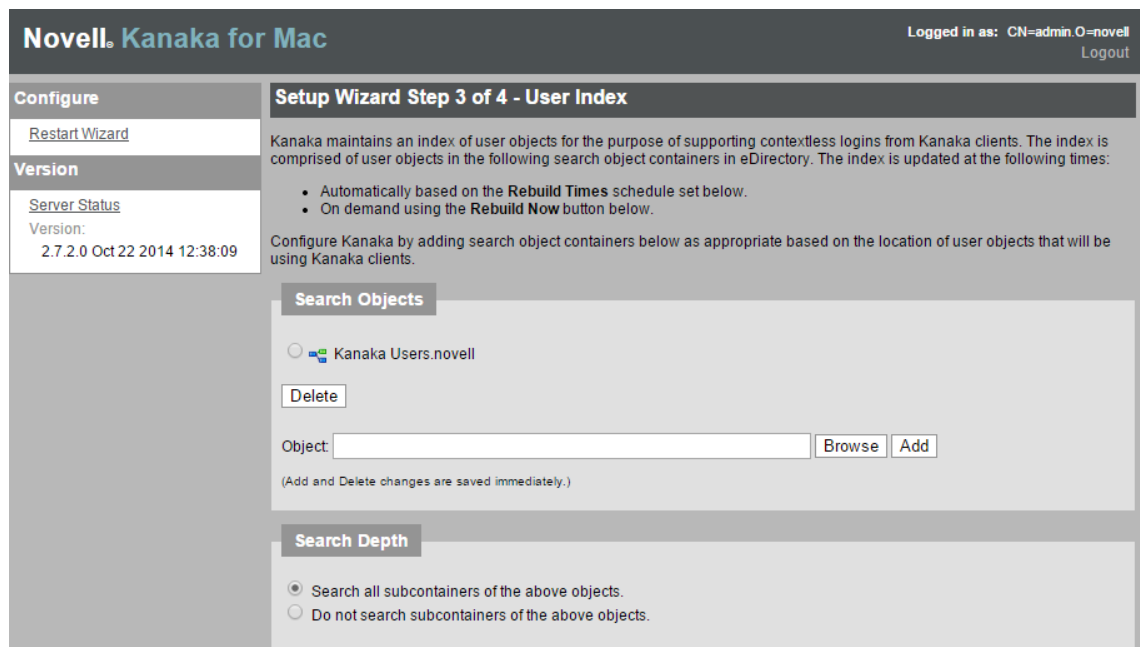 Novell® Kanaka for Mac
Logged in as: CN=admin.O=novell
Logout
Configure
Restart Wizard
Version
Server Status
Version:
2.7.2.0 Oct 22 2014 12:38:09
Setup Wizard Step 3 of 4 - User Index
Kanaka maintains an index of user objects for the purpose of supporting contextless logins from Kanaka clients. The index is
comprised of user objects in the following search object containers in eDirectory. The index is updated at the following times:
• Automatically based on the Rebuild Times schedule set below.
• On demand using the Rebuild Now button below.
Configure Kanaka by adding search object containers below as appropriate based on the location of user objects that will be
using Kanaka clients.
Search Objects
Kanaka Users.novell
Delete
Object: Browse Add
(Add and Delete changes are saved immediately.)
Search Depth
Search all subcontainers of the above objects.
Do not search subcontainers of the above objects.